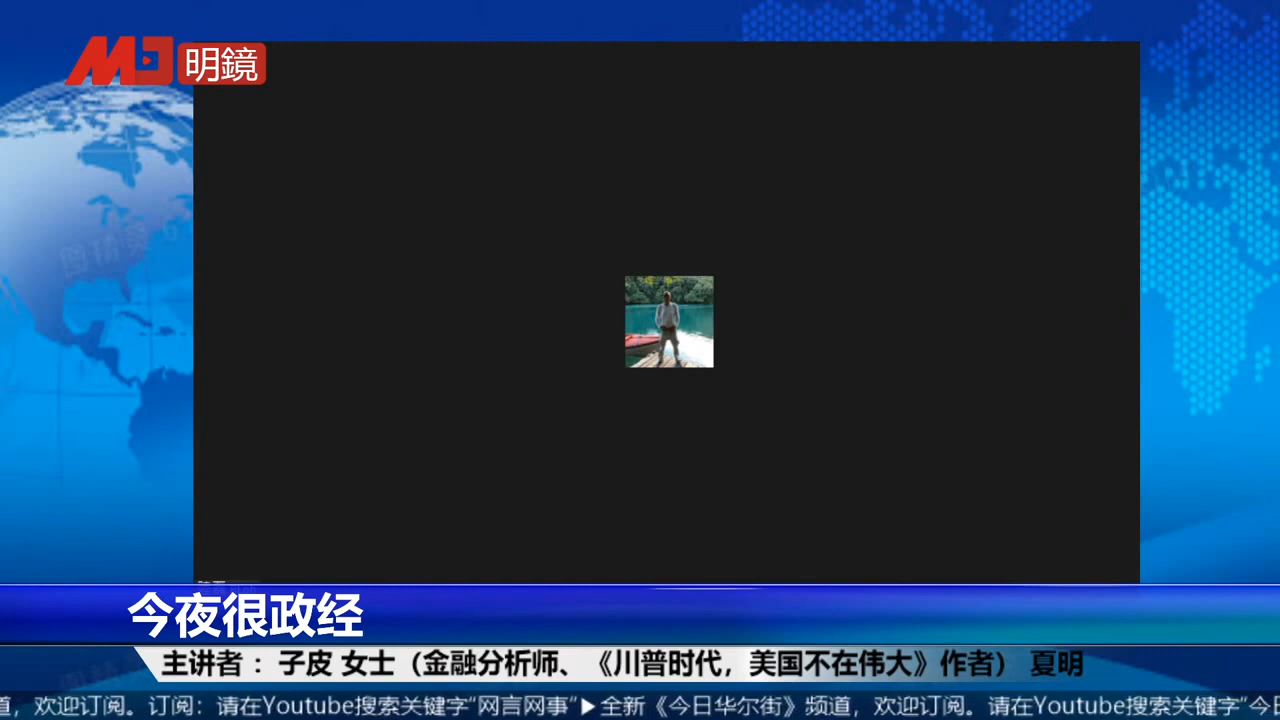 明鏡
今夜很政经
主讲者： 子皮 女士（金融分析师、《川普时代，美国不在伟大》作者） 夏明
道，欢迎订阅。订阅：请在Youtube搜索关键字“网言网事”▶全新《今日华尔街》频道，欢迎订阅。请在Youtube搜索关键字“今日